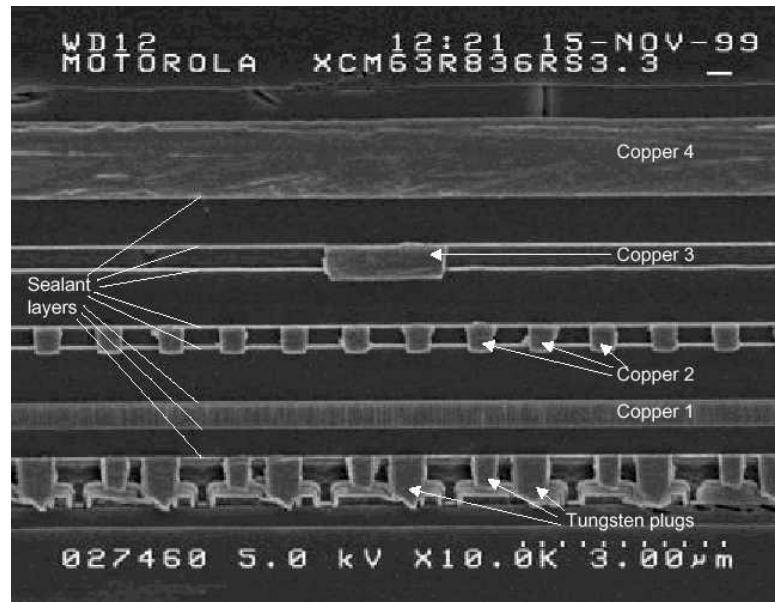 WD12 12:21 15-NOV-99
MOTOROLA XCM63R836RS3.3
Copper 4
Copper 3
Sealant
layers
Copper 2
Copper 1
Tungsten plugs
027460 5.0 kV X10.0K 3.00µm